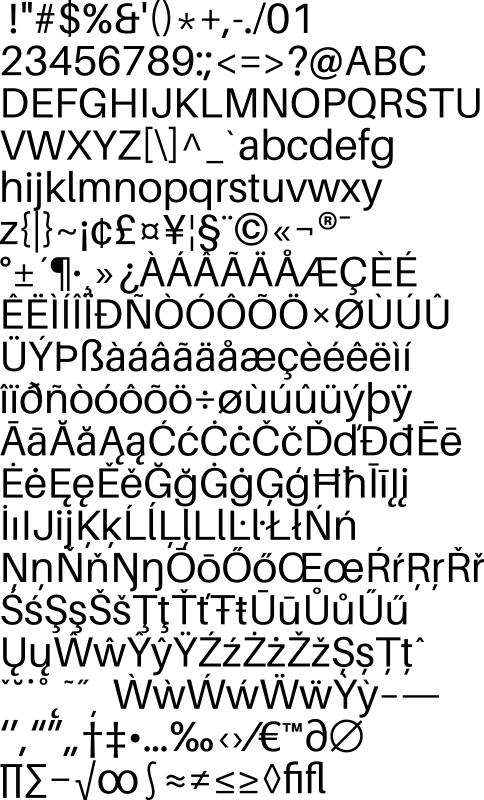 !"#$%&'()*+,-./01
23456789:;<=>?@ABC
DEFGHIJKLMNOPQRSTU
VWXYZ[\]^_`abcdefg
hijklmnopqrstuvwxy
z{|}~¡¢£¤¥¦§¨©«¬®¯
°±´¶·¸»¿ÀÁÂÃÄÅÆÇÈÉ
ÊËÌÍÎÏÐÑÒÓÔÕÖ×ØÙÚÛ
ÜÝÞßàáâãäåæçèéêëìí
îïðñòóôõö÷øùúûüýþÿ
ĀāĂăĄąĆćĊċČčĎďĐđĒē
ĖėĘęĚěĞğĠġĢģĦħĪīĮį
İıIJijĶķĹĺĻļĽľĿŀŁłŃń
ŅņŇňŊŋŌōŐőŒœŔŕŖŗŘř
ŚśŞşŠšŢţŤťŦŧŪūŮůŰű
ŲųŴŵŶŷŸŹźŻżŽžȘșȚțˆ
ˇ˘˙˚˛˜˝̦ẀẁẂẃẄẅỲỳ–—
‘’‚“”„†‡•…‰‹›⁄€™∂∅
∏∑−√∞∫≈≠≤≥◊fifl